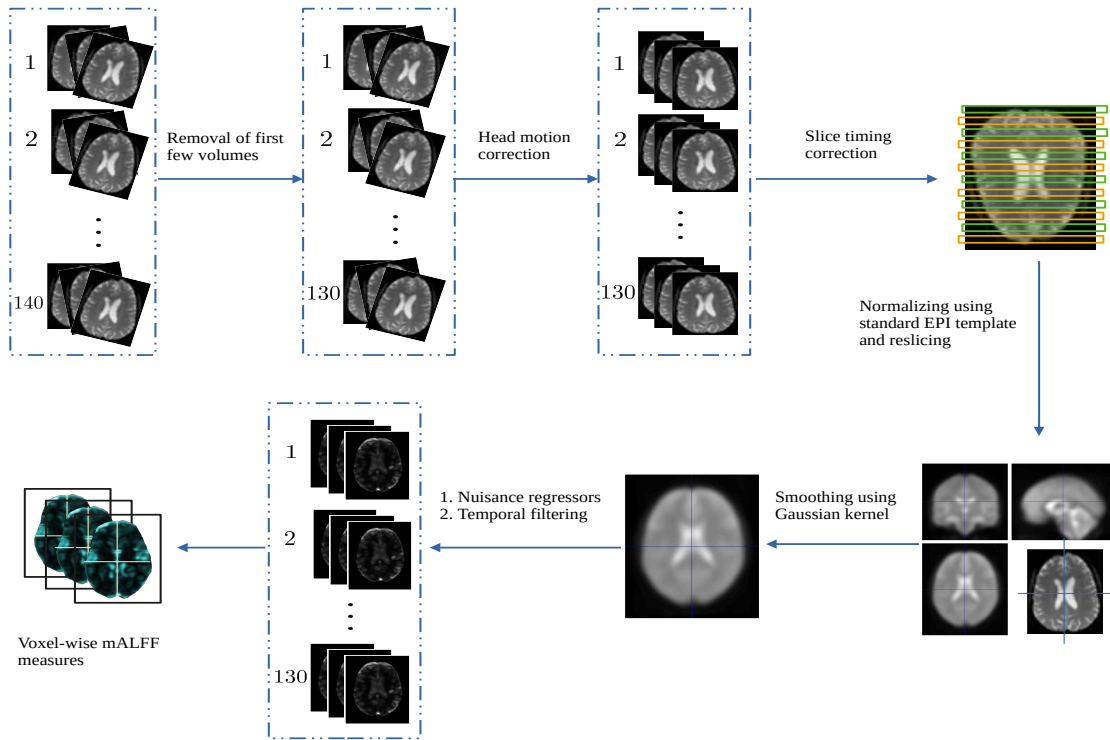 1
2
140
Removal of first
few volumes
1
2
130
Head motion
correction
1
2
130
Slice timing
correction
Normalizing using
standard EPI template
and reslicing
Smoothing using
Gaussian kernel
1. Nuisance regressors
2. Temporal filtering
1
2
130
Voxel-wise mALFF
measures